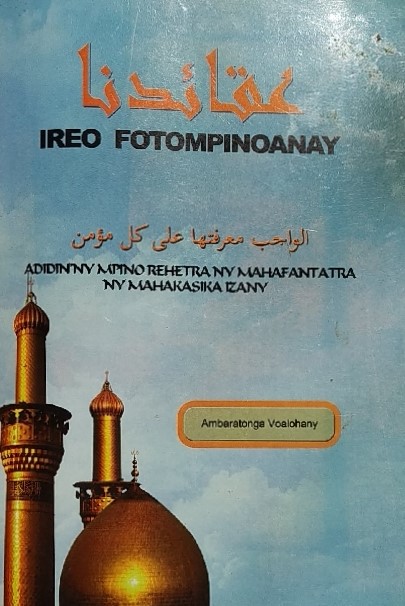 عقائدنا
IREO FOTOMPINOANAY
الواجب معرفتها على كل مؤمن
ADIDIN'NY MPINO REHETRA NY MAHAFANTATRA
NY MAHAKASIKA IZANY
Ambaratonga Voalohany